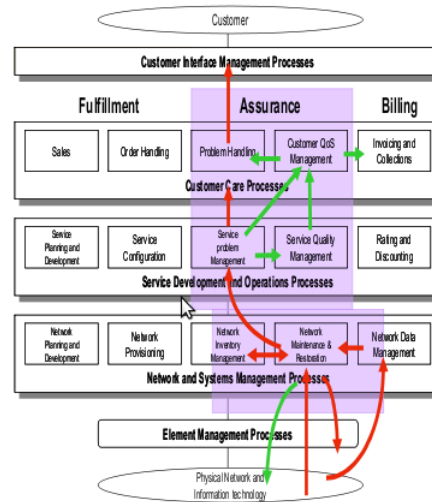 Customer
Customer Interface Management Processes
Fulfillment
Assurance
Billing
Sales
Order Handling
Problem Handling
Customer QoS
Management
Invoicing and
Collections
Customer Care Processes
Service
Planning and
Development
Service
Configuration
Service
problem
Management
Service Quality
Management
Rating and
Discounting
Service Development and Operations Processes
Network
Planning and
Development
Network
Provisioning
Network
Inventory
Management
Network
Maintenance &
Restoration
Network Data
Management
Network and Systems Management Processes
Element Management Processes
Physical Network and
Information technology